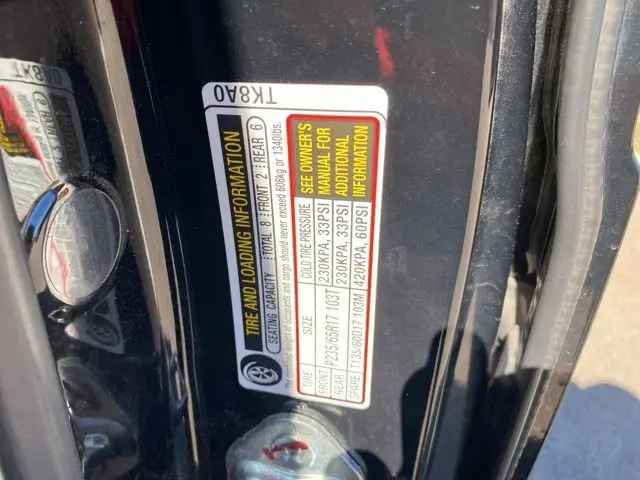 TK8A0
TIRE AND LOADING INFORMATION
SEATING CAPACITY TOTAL 8 FRONT 2 REAR 6
The combined weight of occupants and cargo should never exceed 608kg or 1340lbs.
TIRE SIZE COLD TIRE PRESSURE
FRONT P235/65R17 103T 230KPA, 33PSI
REAR 230KPA, 33PSI
SPARE T135/80D17 103M 420KPA, 60PSI
SEE OWNER'S
MANUAL FOR
ADDITIONAL
INFORMATION